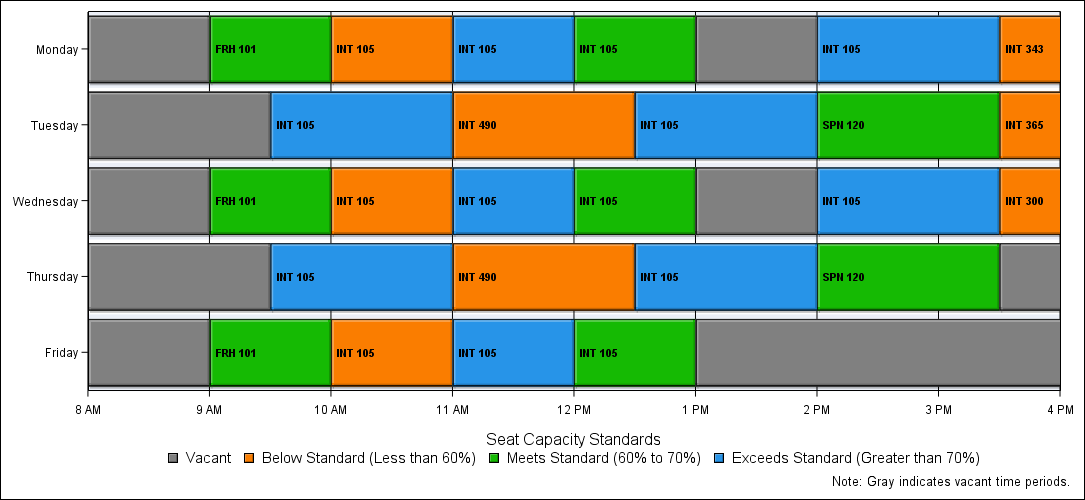 Monday FRH 101 INT 105 INT 105 INT 105 INT 105 INT 343
Tuesday INT 105 INT 490 INT 105 SPN 120 INT 365
Wednesday FRH 101 INT 105 INT 105 INT 105 INT 105 INT 300
Thursday INT 105 INT 490 INT 105 SPN 120
Friday FRH 101 INT 105 INT 105 INT 105
8 AM 9 AM 10 AM 11 AM 12 PM 1 PM 2 PM 3 PM 4 PM
Seat Capacity Standards
Vacant Below Standard (Less than 60%) Meets Standard (60% to 70%) Exceeds Standard (Greater than 70%)
Note: Gray indicates vacant time periods.